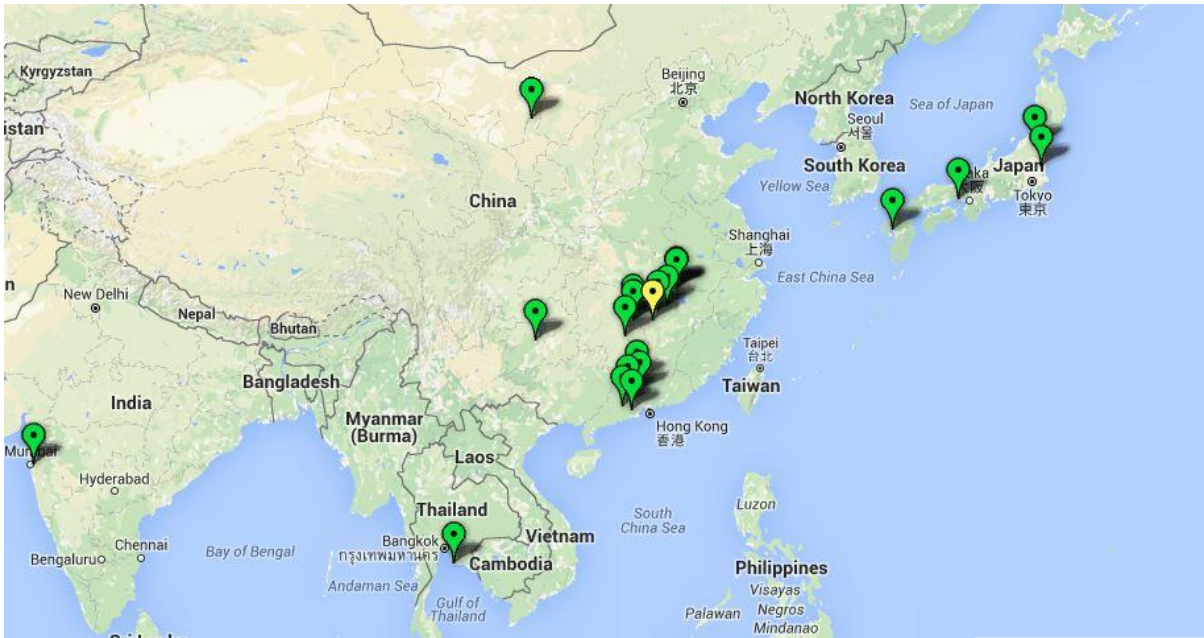 Kyrgyzstan
istan
n
Beijing
北京
North Korea
Sea of Japan
Seoul
서울
South Korea
Japan
Tokyo
東京
aka
大阪
Yellow Sea
China
Shanghai
上海
East China Sea
New Delhi
Nepal
Bhutan
Bangladesh
India
Myanmar
(Burma)
Taipei
台北
Taiwan
Hong Kong
香港
Laos
Mumbai
Hyderabad
Thailand
South
China Sea
Luzon
Bangkok
กรุงเทพมหานคร
Vietnam
Cambodia
Bengaluru
Chennai
Bay of Bengal
Andaman Sea
Gulf of
Thailand
Philippines
Visayas
Negros
Palawan
Mindanao